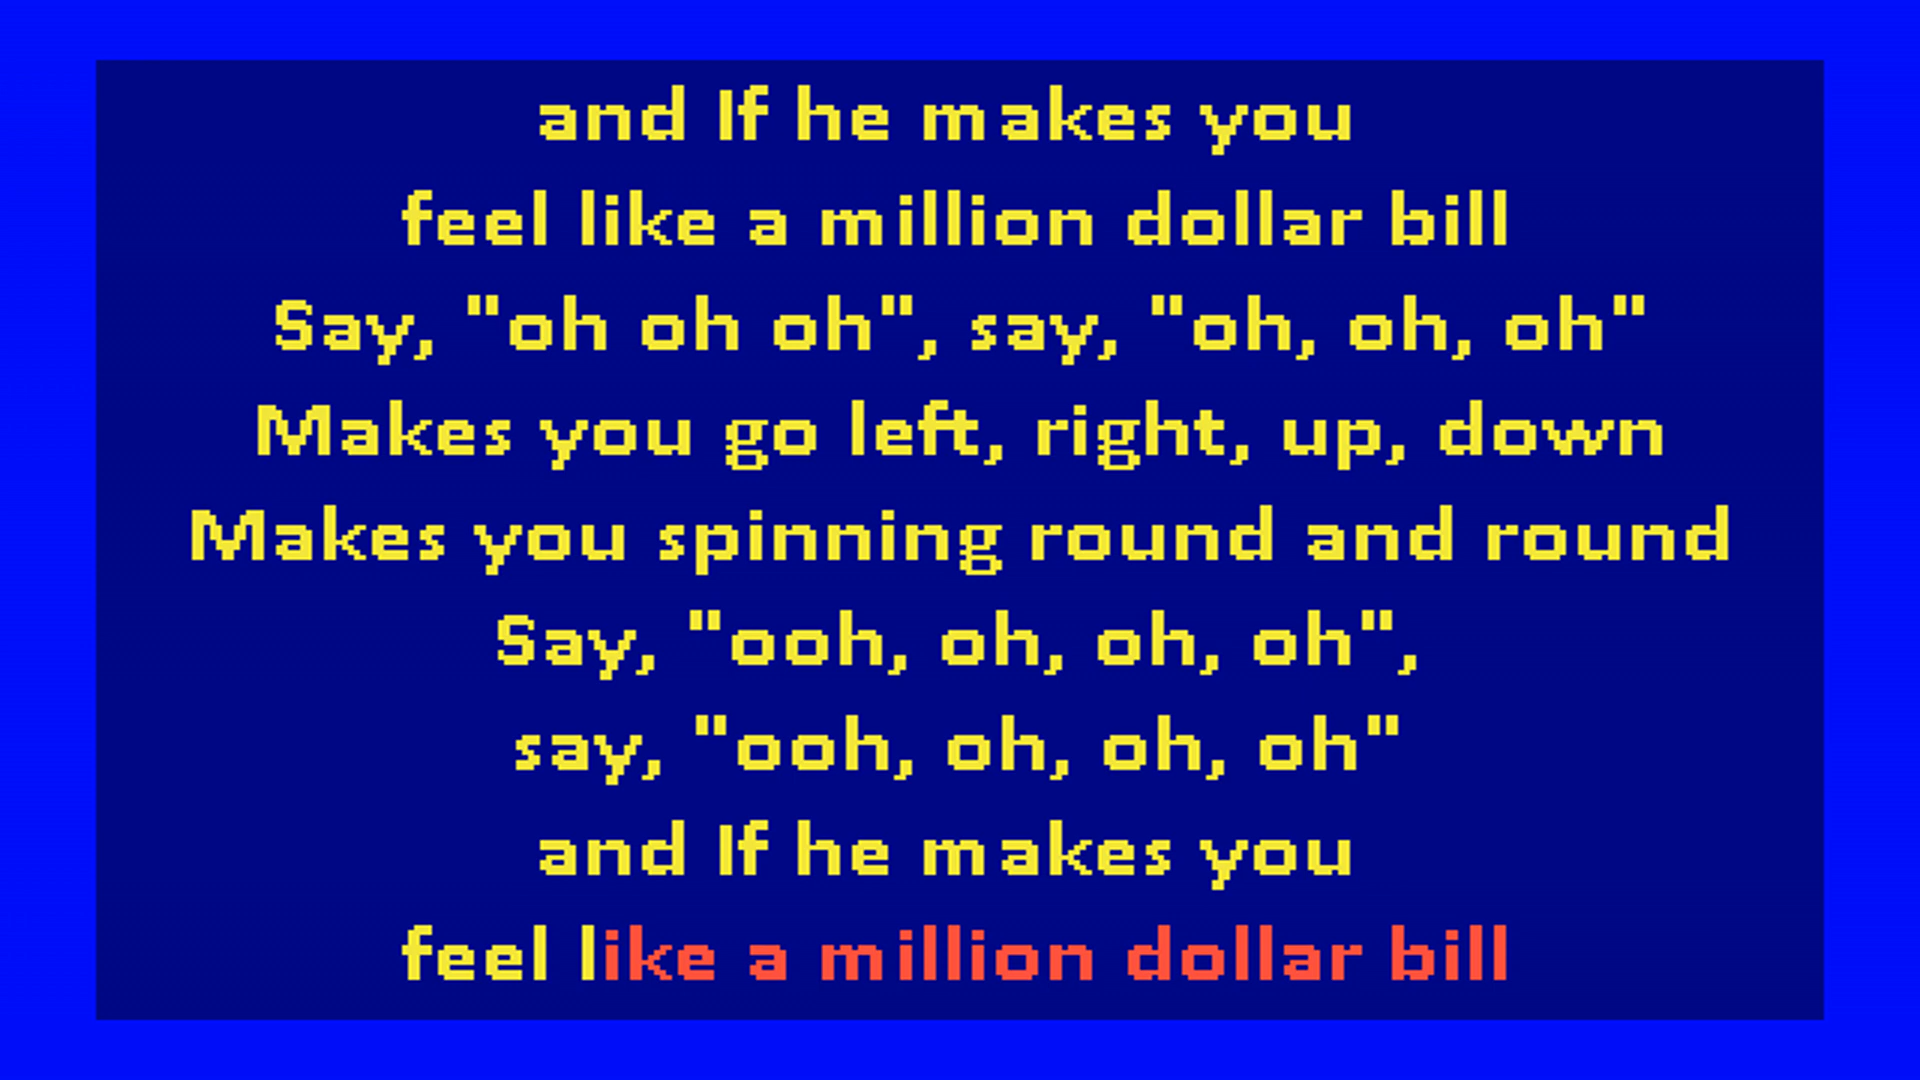 and If he makes you
feel like a million dollar bill
Say, "oh oh oh", say, "oh, oh, oh"
Makes you go left, right, up, down
Makes you spinning round and round
Say, "ooh, oh, oh, oh",
say, "ooh, oh, oh, oh"
and If he makes you
feel like a million dollar bill